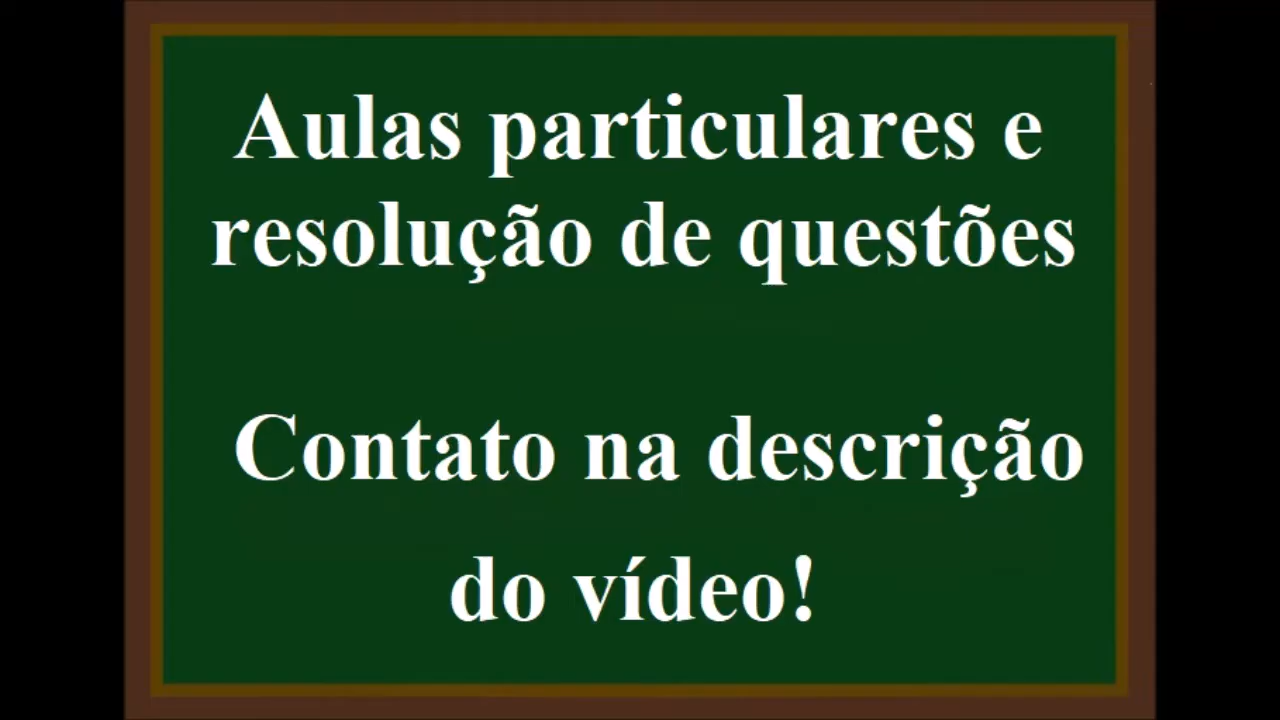 Aulas particulares e
resolução de questões
Contato na descrição
do vídeo!